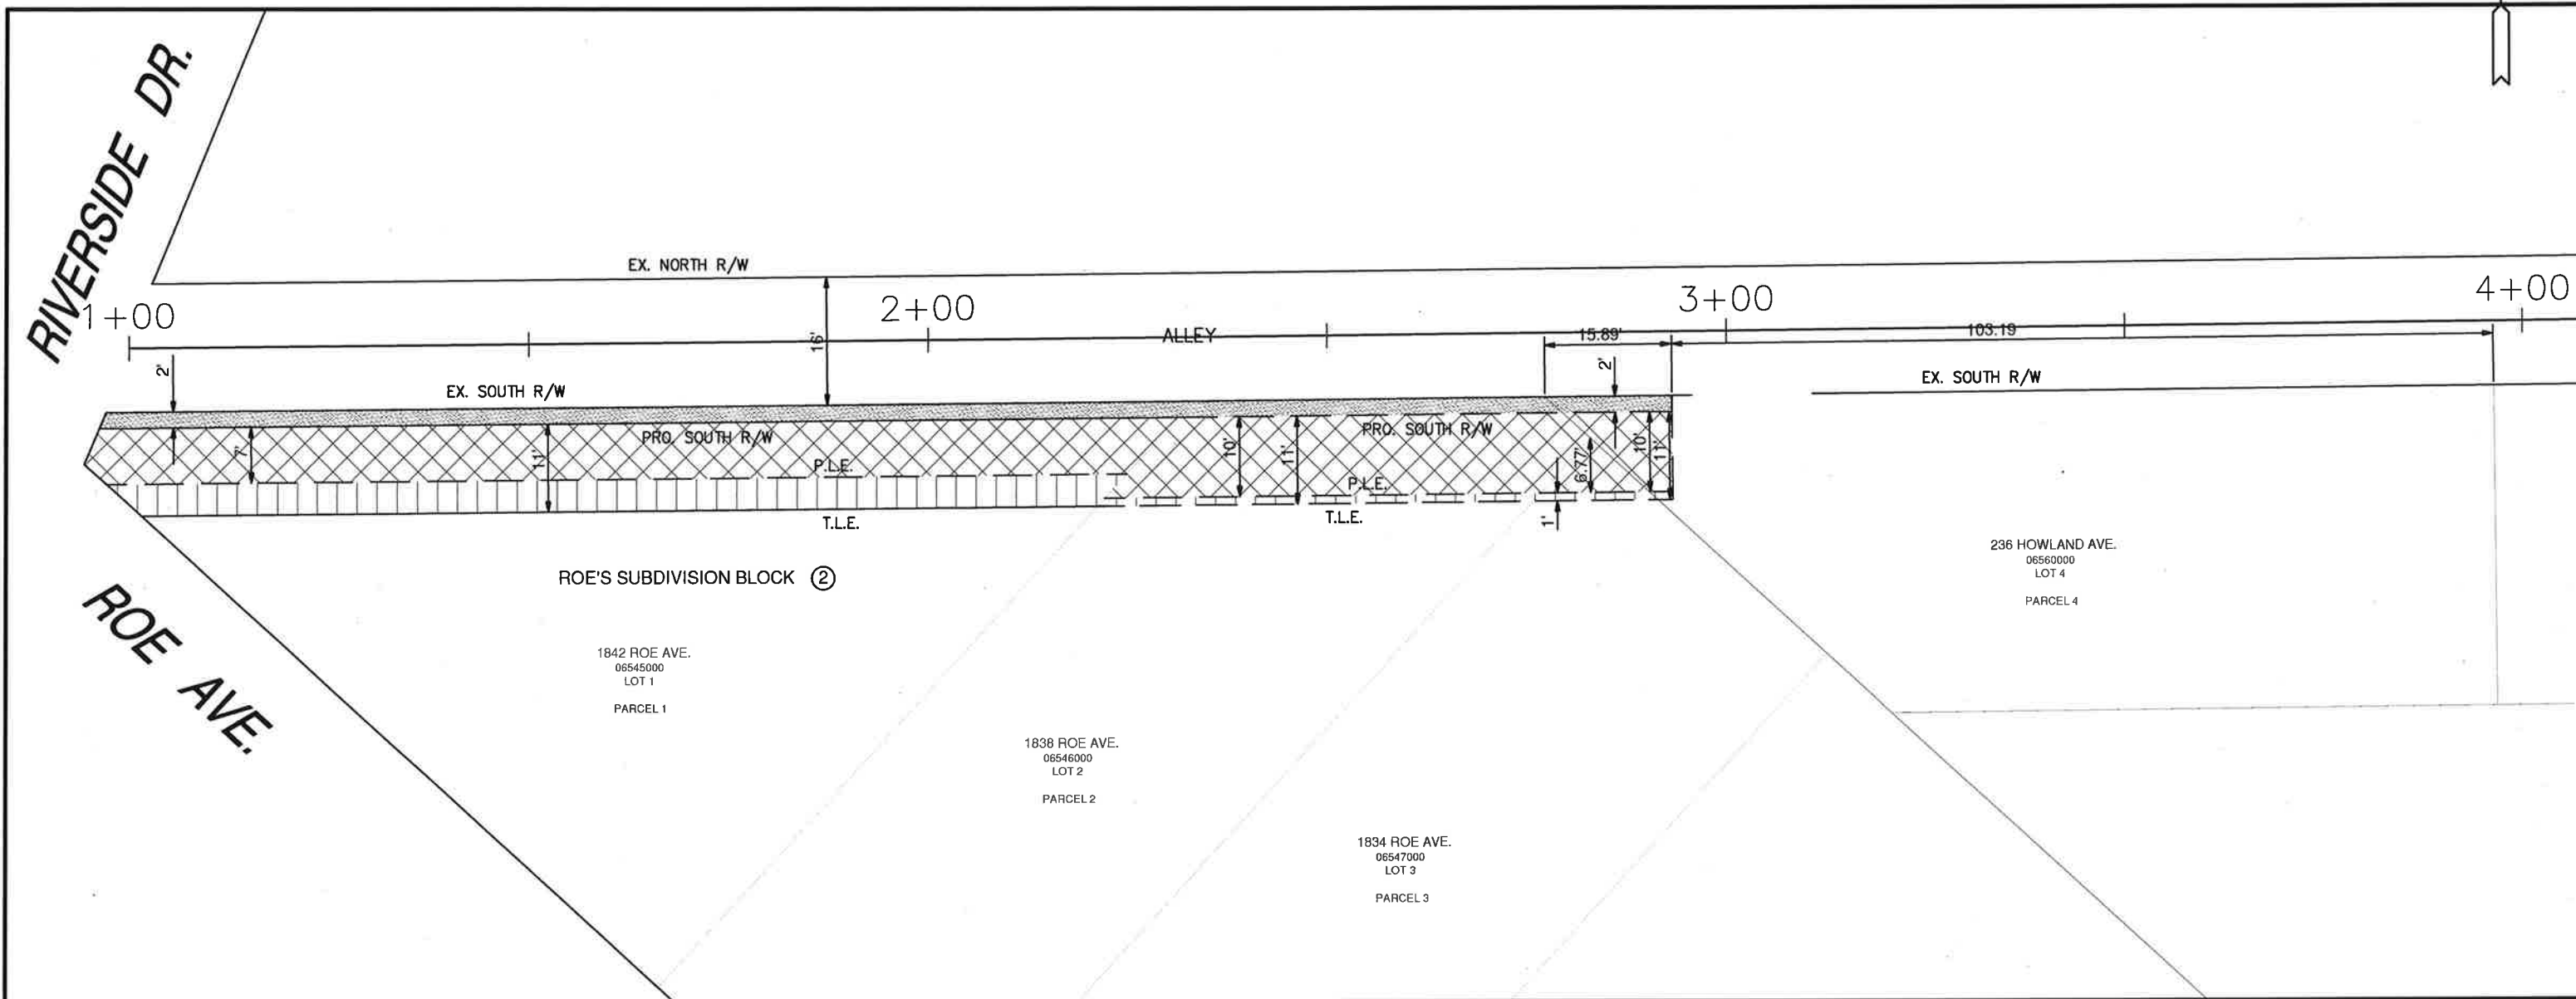 RIVERSIDE DR.
EX. NORTH R/W
1+00
2+00
3+00
4+00
ALLEY
16'
15.89'
103.19
2'
2'
EX. SOUTH R/W
EX. SOUTH R/W
PRO. SOUTH R/W
PRO. SOUTH R/W
7'
11'
10'
11'
6.77'
10'
11'
P.L.E.
P.L.E.
T.L.E.
T.L.E.
1'
ROE'S SUBDIVISION BLOCK 2
ROE AVE.
1842 ROE AVE.
06545000
LOT 1
PARCEL 1
1838 ROE AVE.
06546000
LOT 2
PARCEL 2
1834 ROE AVE.
06547000
LOT 3
PARCEL 3
236 HOWLAND AVE.
06560000
LOT 4
PARCEL 4